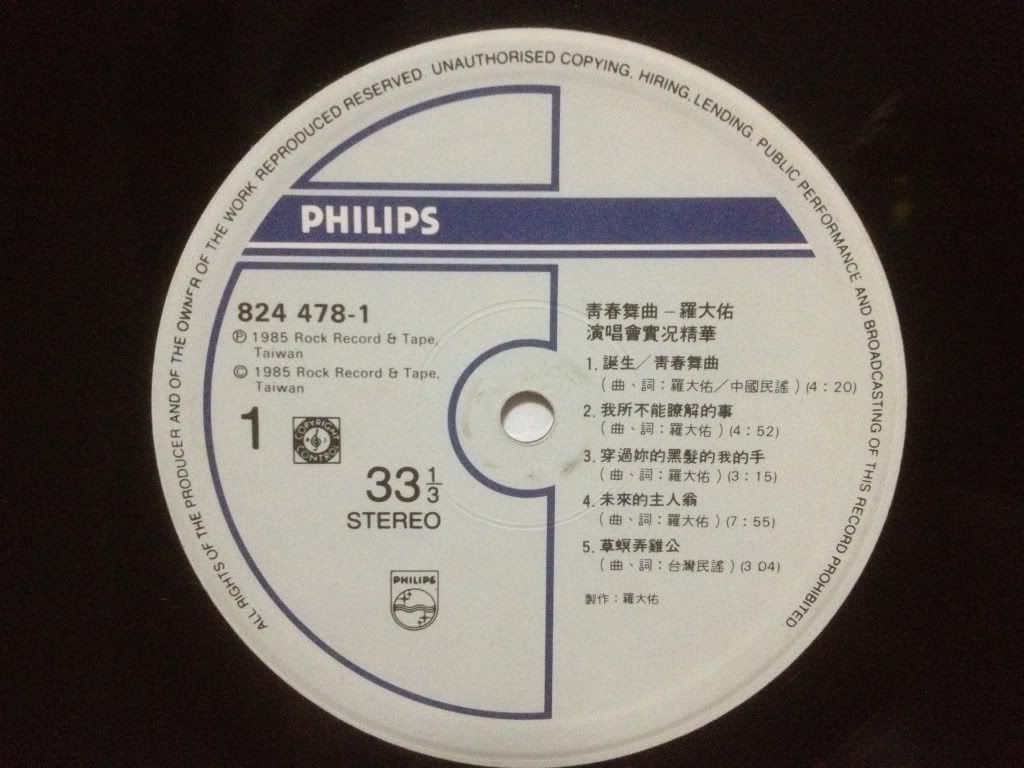 ALL RIGHTS OF THE PRODUCER AND OF THE OWNER OF THE WORK REPRODUCED RESERVED. UNAUTHORISED COPYING, HIRING, LENDING, PUBLIC PERFORMANCE AND BROADCASTING OF THIS RECORD PROHIBITED
PHILIPS
824 478-1
℗ 1985 Rock Record & Tape,
Taiwan
© 1985 Rock Record & Tape,
Taiwan
1
COPYRIGHT
CONTROL
33 1/3
STEREO
PHILIPS
青春舞曲 – 羅大佑
演唱會實況精華
1. 誕生／青春舞曲
（曲、詞：羅大佑／中國民謠）(4：20)
2. 我所不能瞭解的事
（曲、詞：羅大佑）(4：52)
3. 穿過妳的黑髮的我的手
（曲、詞：羅大佑）(3：15)
4. 未來的主人翁
（曲、詞：羅大佑）(7：55)
5. 草螟弄雞公
（曲、詞：台灣民謠）(3：04)
製作：羅大佑